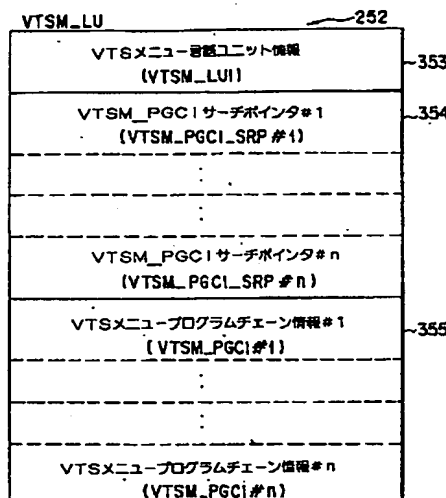 VTSM_LU
252
VTSメニュー言語ユニット情報
(VTSM_LUI)
353
VTSM_PGCIサーチポインタ#1
(VTSM_PGCI_SRP#1)
354
VTSM_PGCIサーチポインタ#n
(VTSM_PGCI_SRP#n)
VTSメニュープログラムチェーン情報#1
(VTSM_PGCI#1)
355
VTSメニュープログラムチェーン情報#n
(VTSM_PGCI#n)